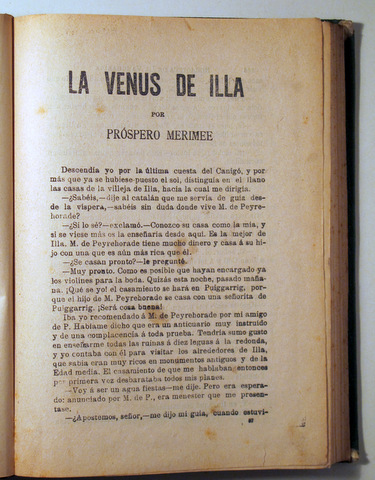 LA VENUS DE ILLA
POR
PRÓSPERO MERIMEE
Descendía yo por la última cuesta del Canigó, y por
más que ya se hubiese puesto el sol, distinguía en el llano
las casas de la villeja de Illa, hacia la cual me dirigía.
—¿Sabéis,—dije al catalán que me servía de guía des-
de la víspera,—sabéis sin duda donde vive M. de Peyre-
horade?
—¿Si lo sé?—exclamó.—Conozco su casa como la mía, y
si se viese más es la enseñaría desde aquí. Es la mejor de
Illa. M. de Peyrehorade tiene mucho dinero y casa á su hi-
jo con una que es aún más rica que él.
—¿Se casan pronto?—le pregunté.
—Muy pronto. Como es posible que hayan encargado ya
los violines para la boda. Quizás esta noche, pasado maña-
na. ¡Qué sé yo! el casamiento se hará en Puiggarrig, por-
que el hijo de M. Peyrehorade se casa con una señorita de
Puiggarrig. ¡Será cosa buena!
Iba yo recomendado á M. de Peyrehorade por mi amigo
de P. Habíame dicho que era un anticuario muy instruído
y de una complacencia á toda prueba. Tendría sumo gusto
en enseñarme todas las ruinas á diez leguas á la redonda,
y yo contaba con él para visitar los alrededores de Illa,
que sabía eran muy ricos en monumentos antiguos y de la
Edad media. El casamiento de que me hablaban entonces
por primera vez desbarataba todos mis planes.
—Voy á ser un agua fiestas—me dije. Pero era espera-
do; anunciado por M. de P., era menester que me presen-
tase.
—¿Apostemos, señor,—me dijo mi guía, cuando estuvi-